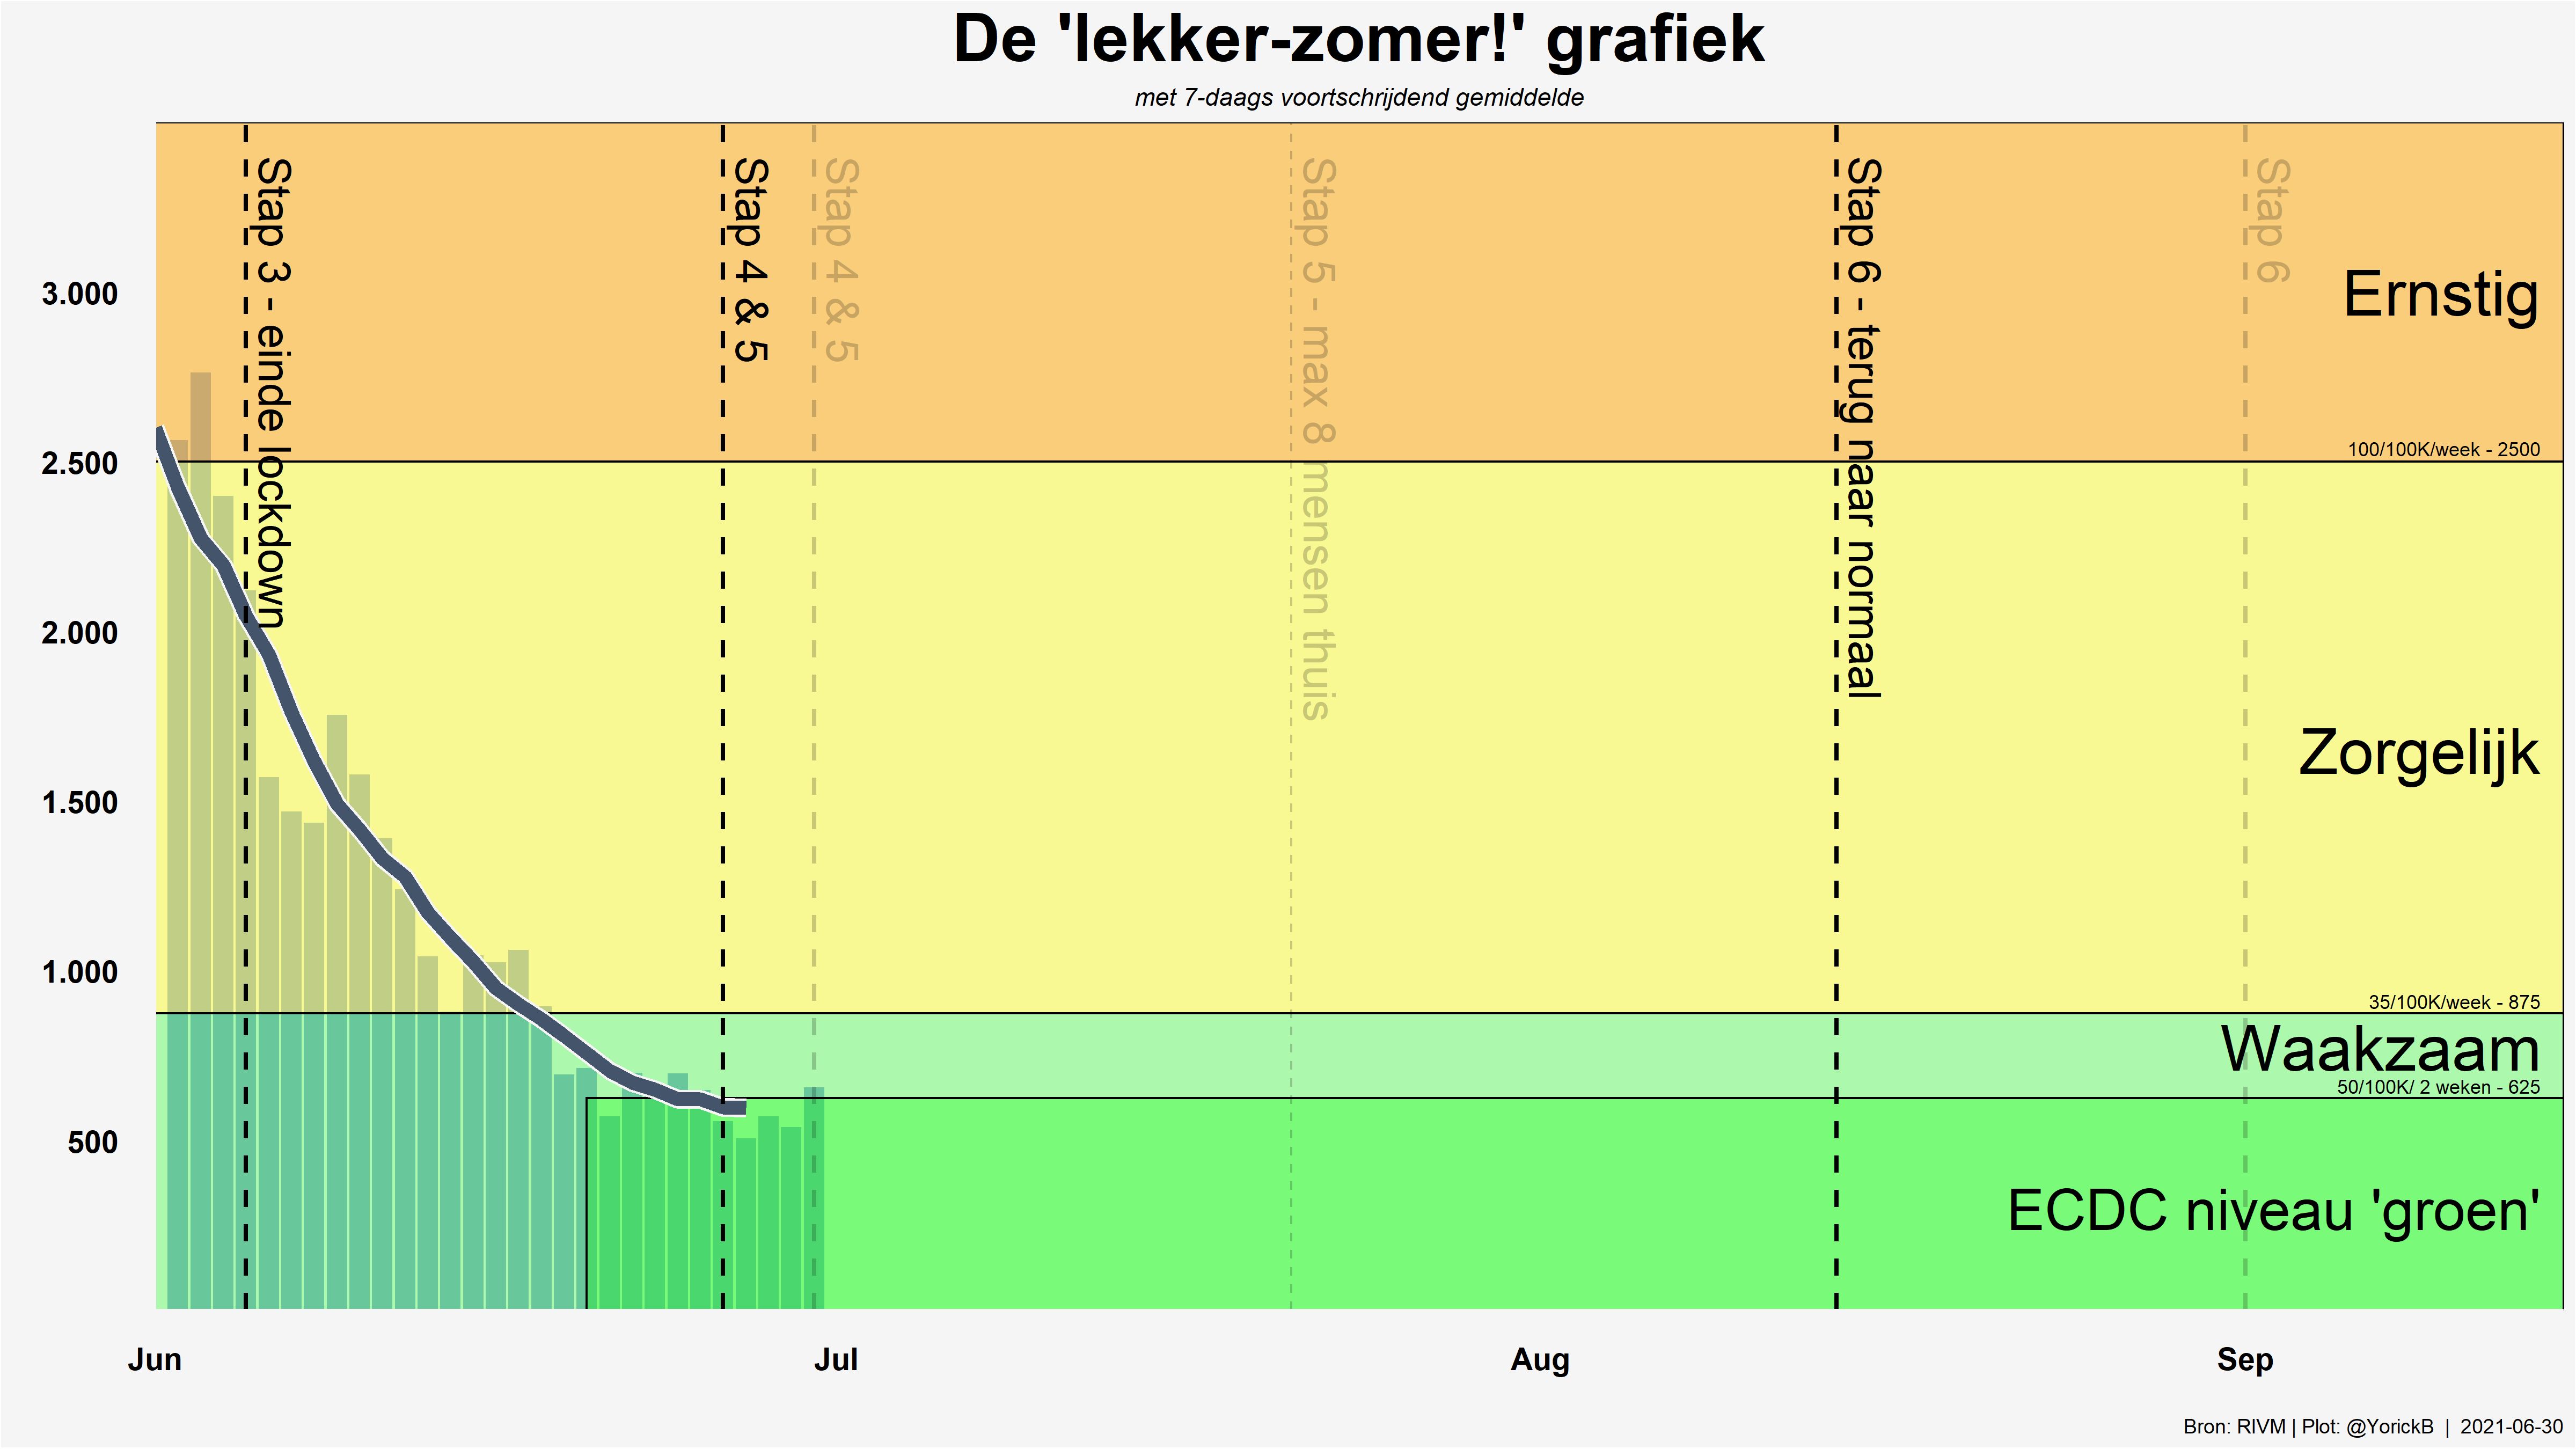 De 'lekker-zomer!' grafiek
met 7-daags voortschrijdend gemiddelde
Stap 3 - einde lockdown
Stap 4 & 5
Stap 4 & 5
Stap 5 - max 8 mensen thuis
Stap 6 - terug naar normaal
Stap 6
Ernstig
3.000
100/100K/week - 2500
2.500
2.000
Zorgelijk
1.500
1.000
35/100K/week - 875
Waakzaam
50/100K/ 2 weken - 625
500
ECDC niveau 'groen'
Jun
Jul
Aug
Sep
Bron: RIVM | Plot: @YorickB | 2021-06-30